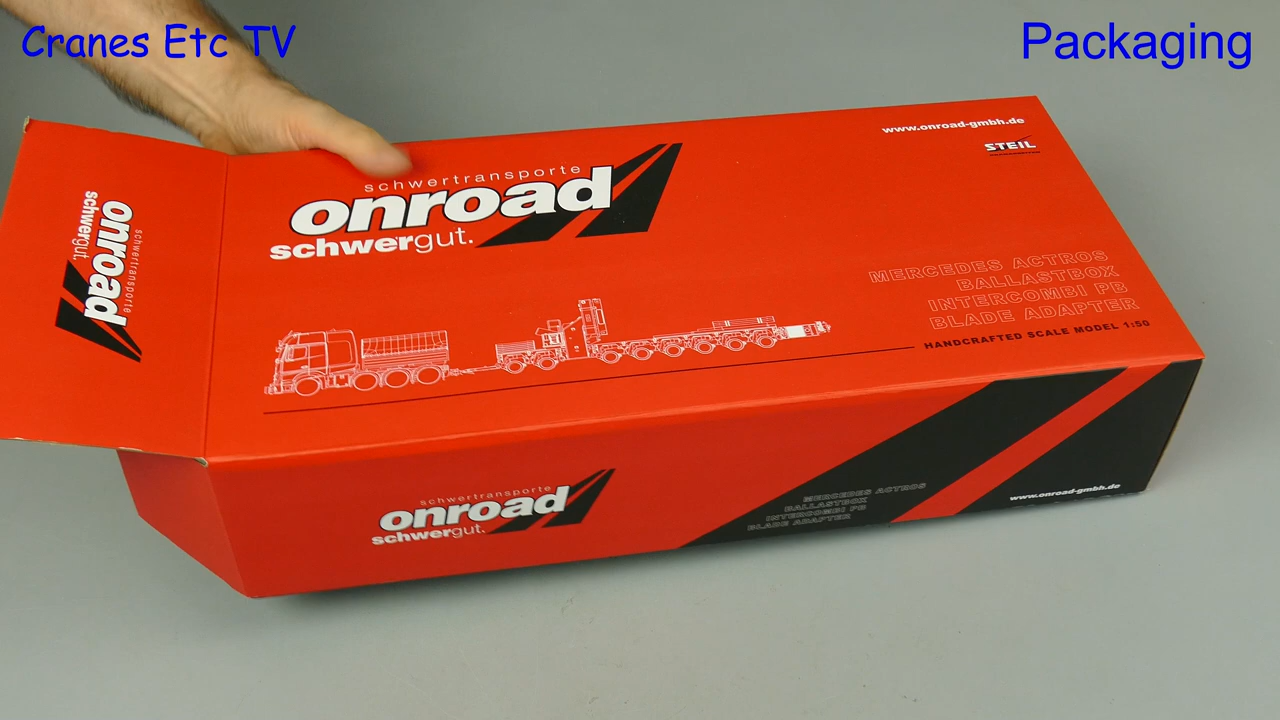 Cranes Etc TV
Packaging
www.onroad-gmbh.de
STEIL
schwertransporte
onroad
schwergut.
MERCEDES ACTROS
BALLASTBOX
INTERCOMBI PB
BLADE ADAPTER
HANDCRAFTED SCALE MODEL 1:50
schwertransporte
onroad
schwergut.
schwertransporte
onroad
schwergut.
MERCEDES ACTROS
BALLASTBOX
INTERCOMBI PB
BLADE ADAPTER
www.onroad-gmbh.de